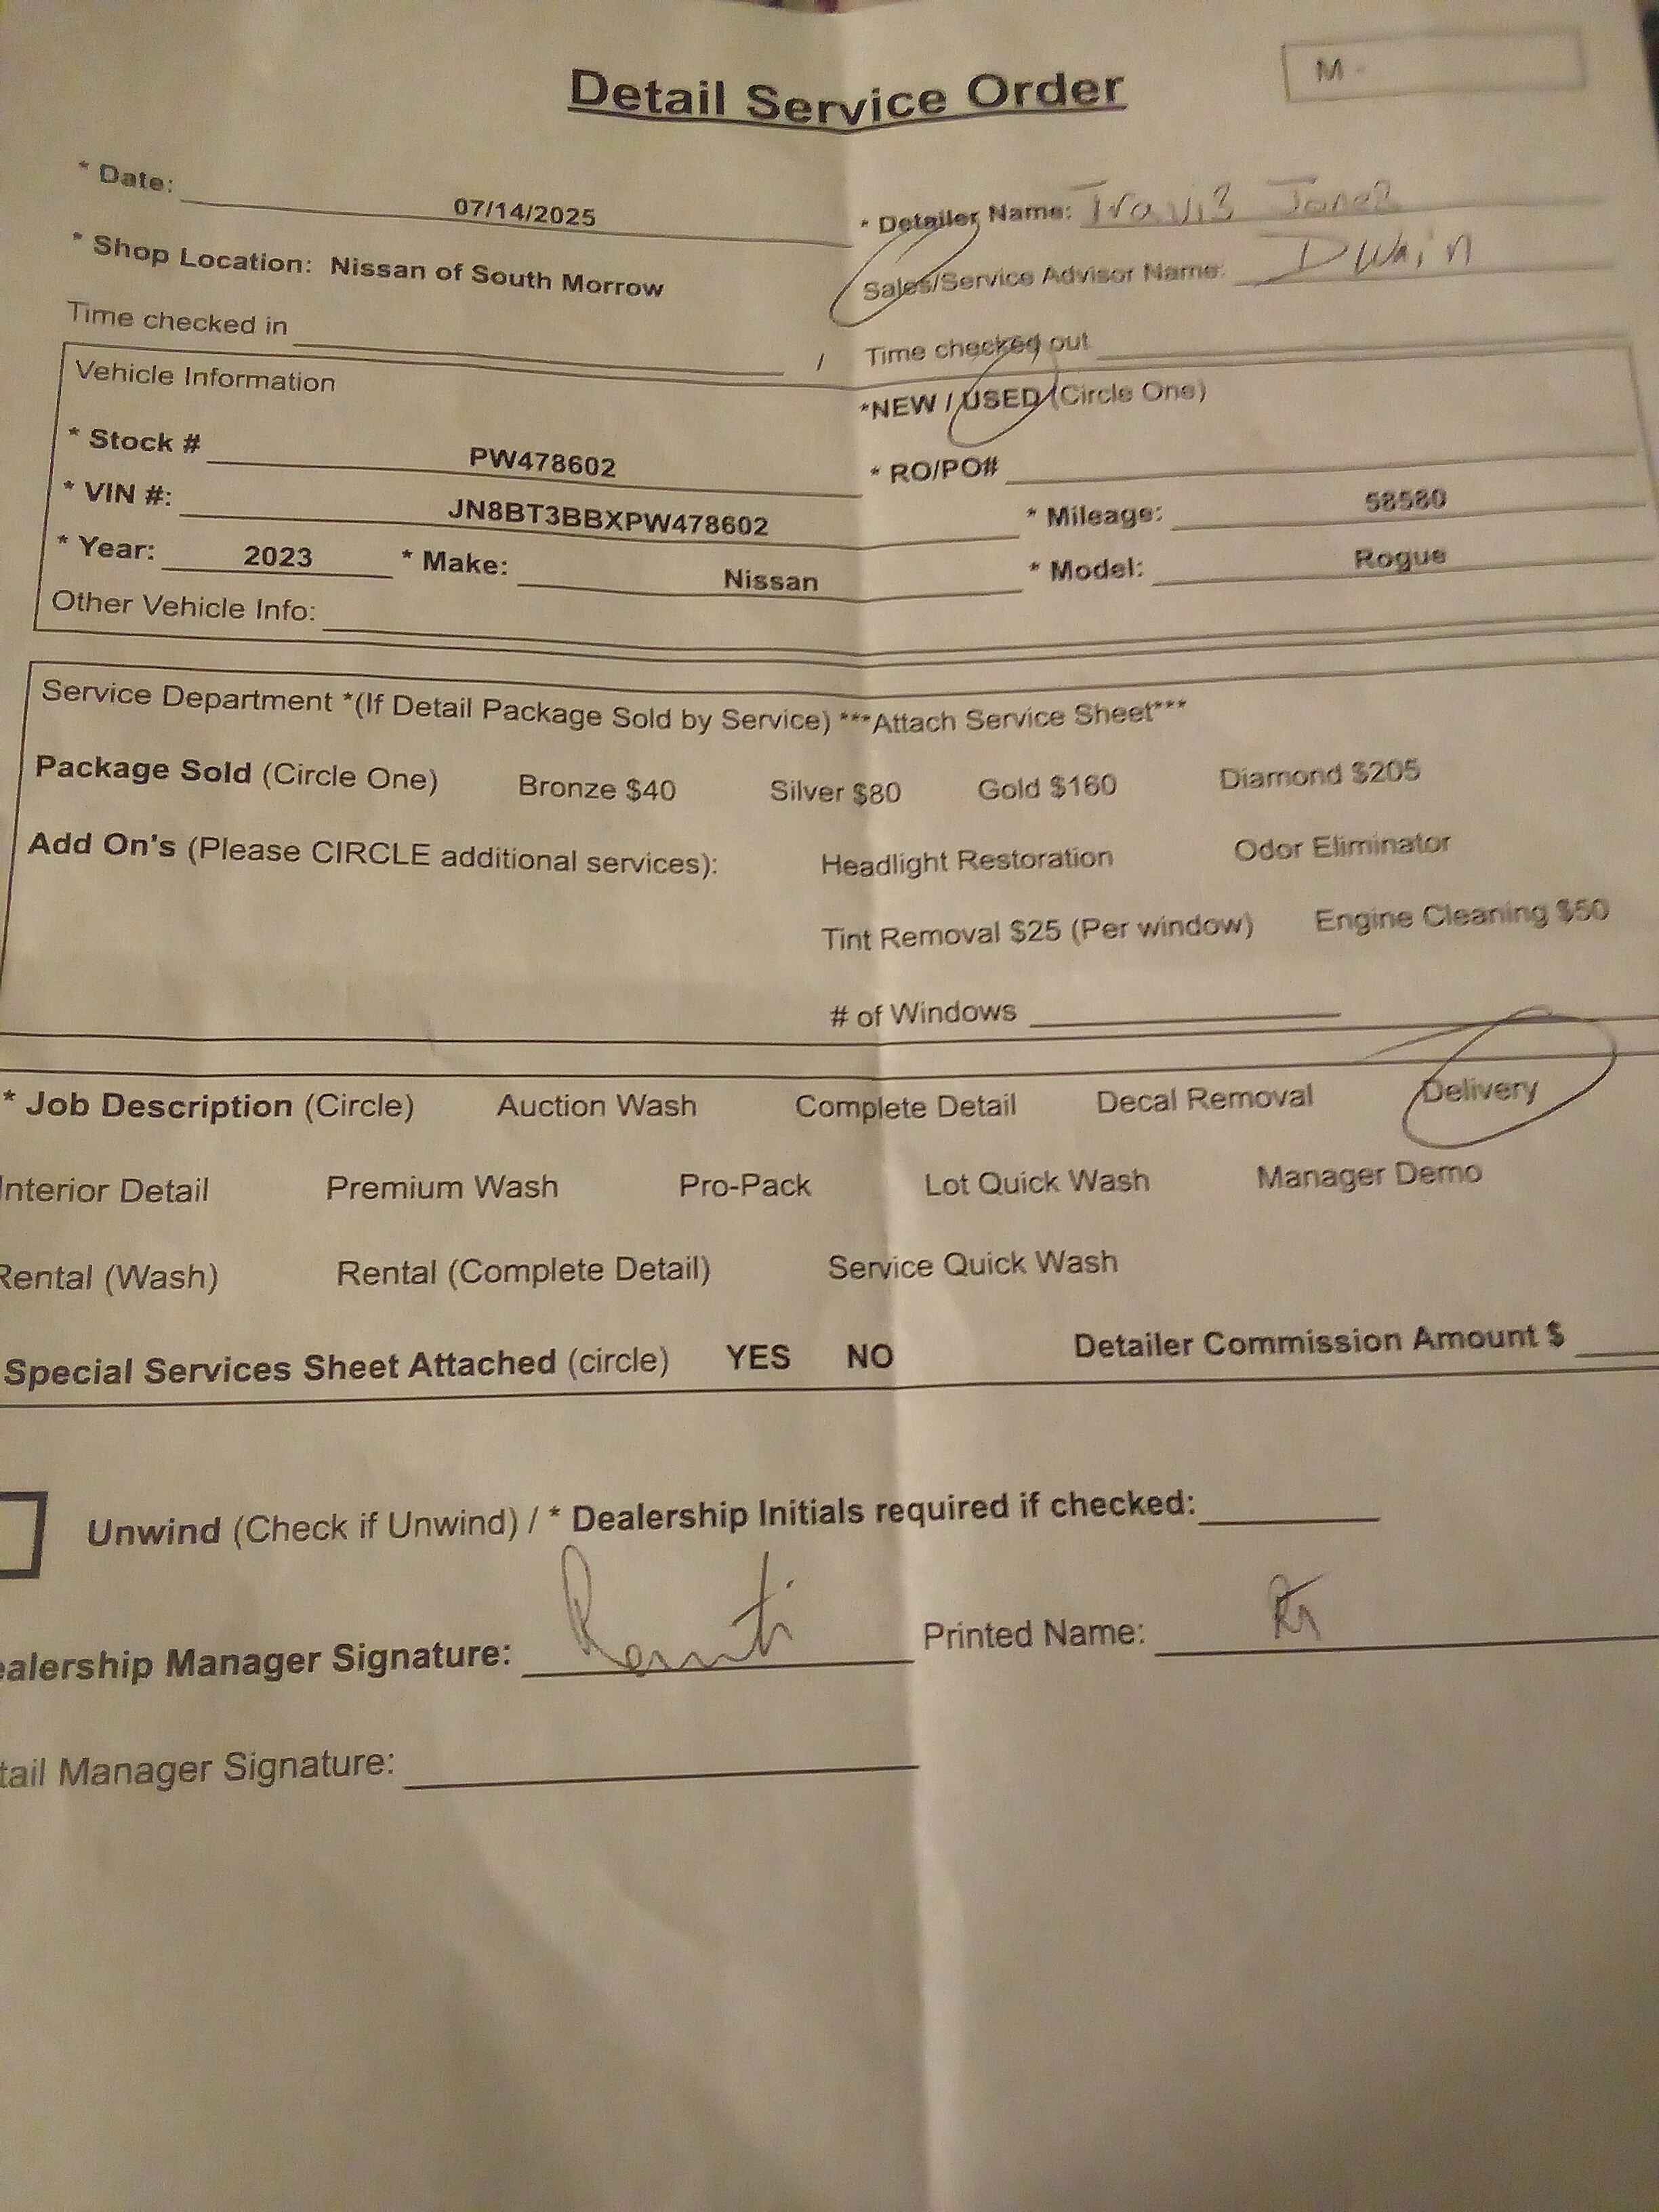 Detail Service Order
M -
* Date: 07/14/2025
* Detailer Name: Travis Jones
* Shop Location: Nissan of South Morrow
Sales/Service Advisor Name: Dwain
Time checked in / Time checked out
Vehicle Information
*NEW / USED (Circle One)
* Stock # PW478602
* RO/PO#
* VIN #: JN8BT3BBXPW478602
* Mileage: 58580
* Year: 2023 * Make: Nissan * Model: Rogue
Other Vehicle Info:
Service Department *(If Detail Package Sold by Service) ***Attach Service Sheet***
Package Sold (Circle One) Bronze $40 Silver $80 Gold $160 Diamond $205
Add On's (Please CIRCLE additional services): Headlight Restoration Odor Eliminator
Tint Removal $25 (Per window) Engine Cleaning $50
# of Windows
* Job Description (Circle) Auction Wash Complete Detail Decal Removal Delivery
Interior Detail Premium Wash Pro-Pack Lot Quick Wash Manager Demo
Rental (Wash) Rental (Complete Detail) Service Quick Wash
Special Services Sheet Attached (circle) YES NO Detailer Commission Amount $
Unwind (Check if Unwind) / * Dealership Initials required if checked:
ealership Manager Signature: Printed Name:
tail Manager Signature: